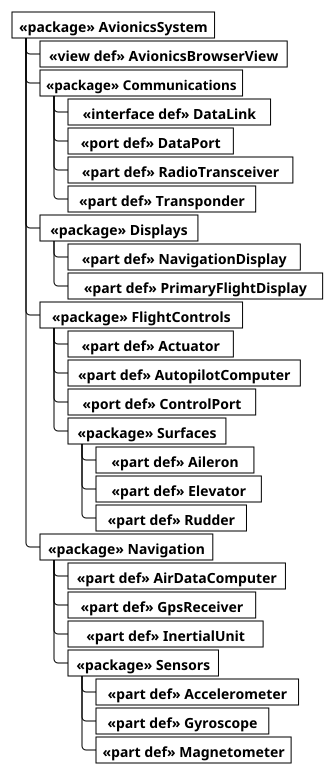 «package» AvionicsSystem
«view def» AvionicsBrowserView
«package» Communications
«interface def» DataLink
«port def» DataPort
«part def» RadioTransceiver
«part def» Transponder
«package» Displays
«part def» NavigationDisplay
«part def» PrimaryFlightDisplay
«package» FlightControls
«part def» Actuator
«part def» AutopilotComputer
«port def» ControlPort
«package» Surfaces
«part def» Aileron
«part def» Elevator
«part def» Rudder
«package» Navigation
«part def» AirDataComputer
«part def» GpsReceiver
«part def» InertialUnit
«package» Sensors
«part def» Accelerometer
«part def» Gyroscope
«part def» Magnetometer